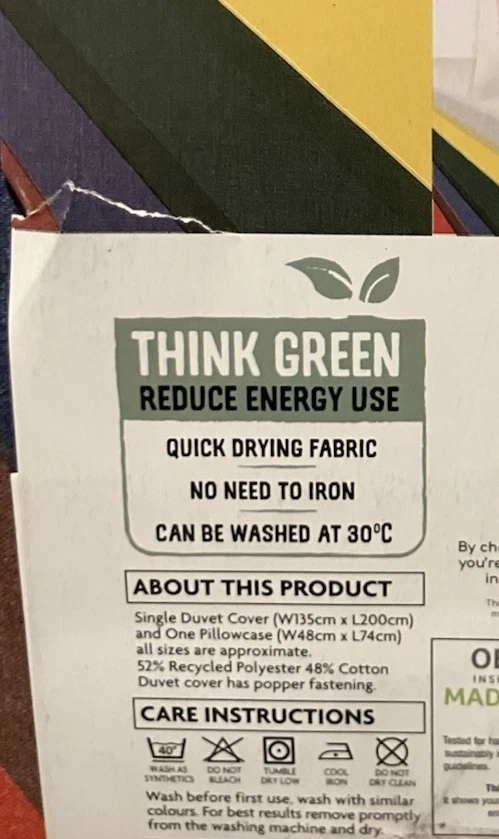 THINK GREEN
REDUCE ENERGY USE
QUICK DRYING FABRIC
NO NEED TO IRON
CAN BE WASHED AT 30ºC
ABOUT THIS PRODUCT
Single Duvet Cover (W135cm x L200cm)
and One Pillowcase (W48cm x L74cm)
all sizes are approximate.
52% Recycled Polyester 48% Cotton
Duvet cover has popper fastening.
CARE INSTRUCTIONS
40°
WASH AS SYNTHETICS
DO NOT BLEACH
TUMBLE DRY LOW
COOL IRON
DO NOT DRY CLEAN
Wash before first use, wash with similar
colours. For best results remove promptly
from the washing machine and dry.
By ch
you're
in
OE
INS
MAD
Tested for ha
sustainably
guidelines.
It shows you